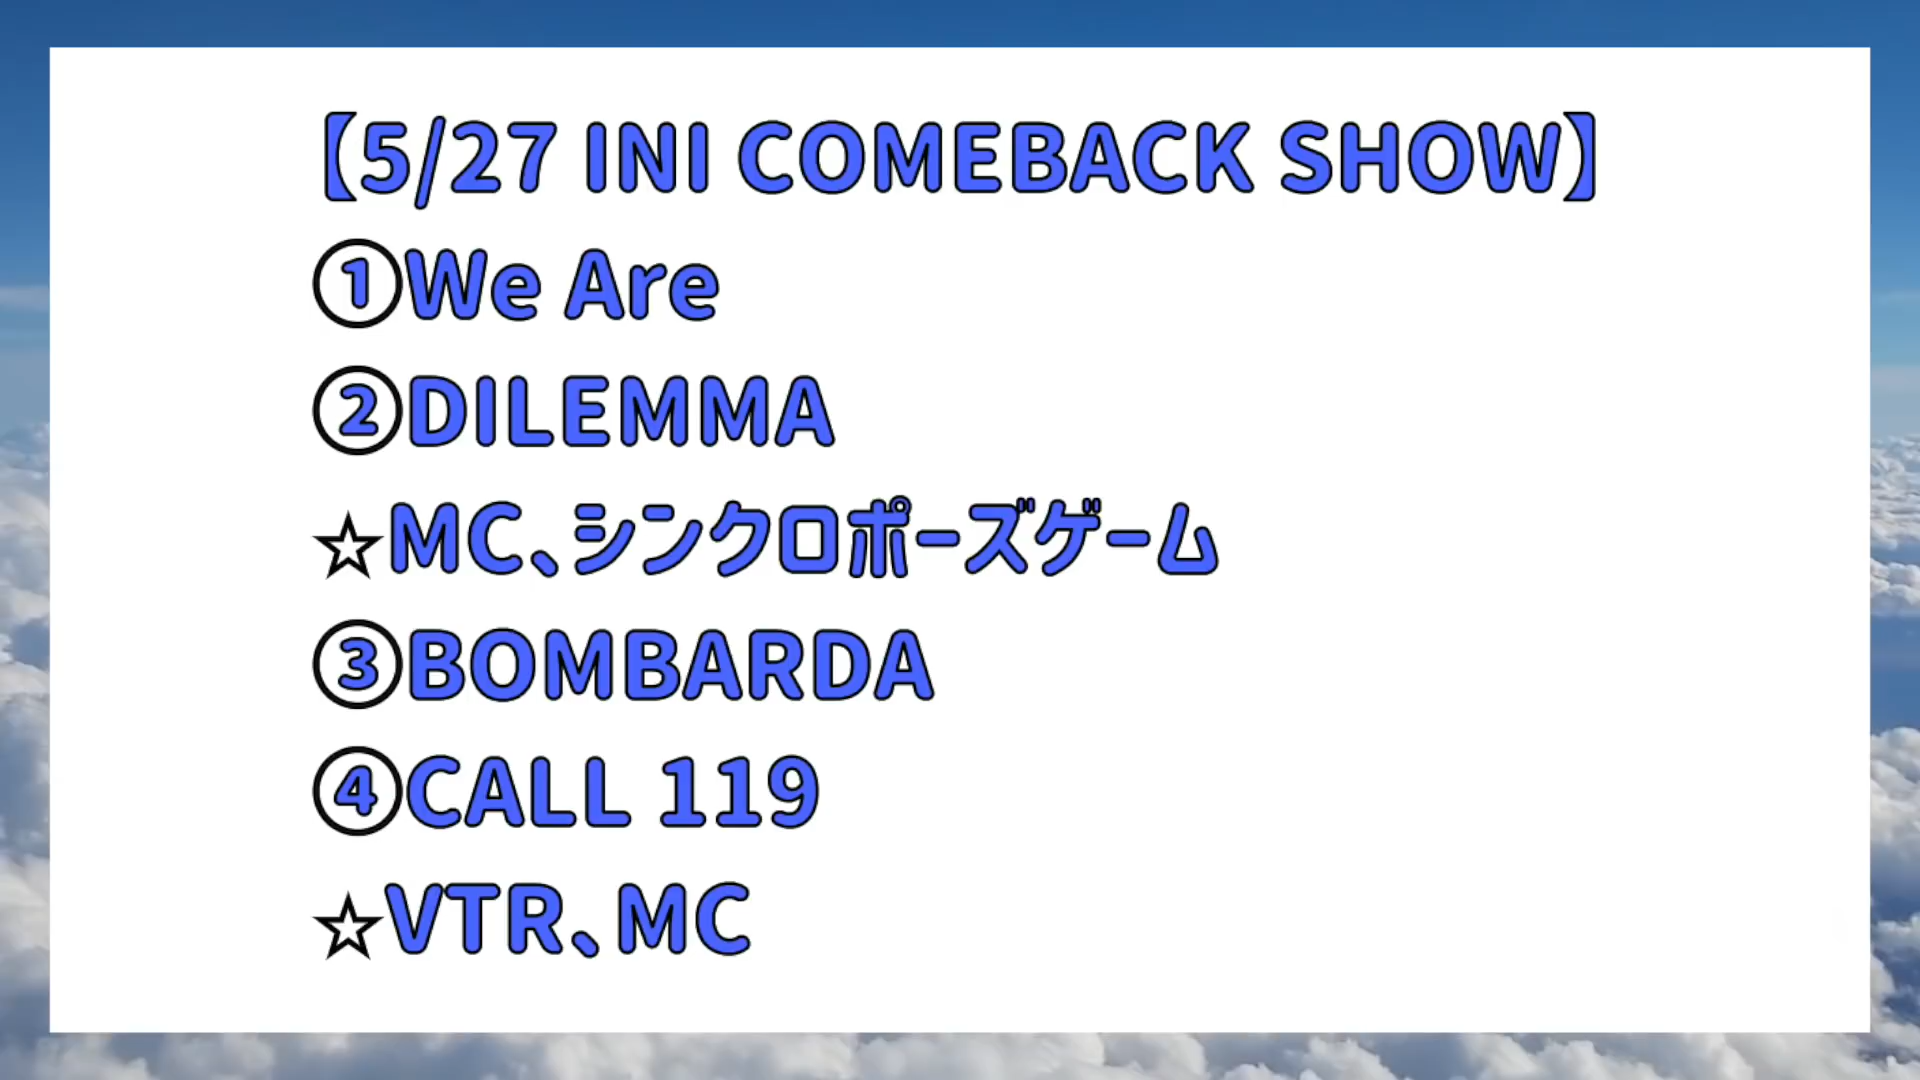 【5/27 INI COMEBACK SHOW】
①We Are
②DILEMMA
☆MC、シンクロポーズゲーム
③BOMBARDA
④CALL 119
☆VTR、MC